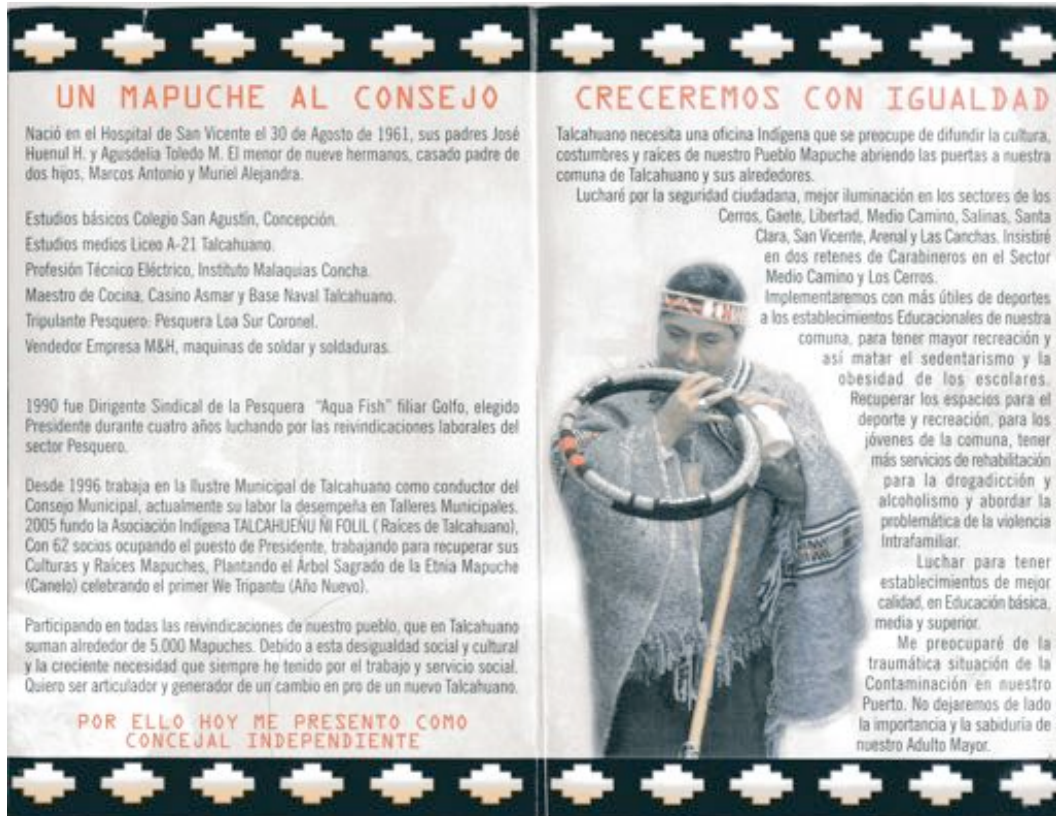 UN MAPUCHE AL CONSEJO
Nació en el Hospital de San Vicente el 30 de Agosto de 1961, sus padres José
Huenul H. y Agusdelia Toledo M. El menor de nueve hermanos, casado padre de
dos hijos, Marcos Antonio y Muriel Alejandra.
Estudios básicos Colegio San Agustín, Concepción.
Estudios medios Liceo A-21 Talcahuano.
Profesión Técnico Eléctrico, Instituto Malaquias Concha.
Maestro de Cocina, Casino Asmar y Base Naval Talcahuano.
Tripulante Pesquero: Pesquera Loa Sur Coronel.
Vendedor Empresa M&H, maquinas de soldar y soldaduras.
1990 fue Dirigente Sindical de la Pesquera "Aqua Fish" filiar Golfo, elegido
Presidente durante cuatro años luchando por las reivindicaciones laborales del
sector Pesquero.
Desde 1996 trabaja en la Ilustre Municipal de Talcahuano como conductor del
Consejo Municipal, actualmente su labor la desempeña en Talleres Municipales.
2005 fundo la Asociación Indígena TALCAHUEÑU ÑI FOLIL ( Raíces de Talcahuano),
Con 62 socios ocupando el puesto de Presidente, trabajando para recuperar sus
Culturas y Raíces Mapuches, Plantando el Árbol Sagrado de la Etnia Mapuche
(Canelo) celebrando el primer We Tripantu (Año Nuevo).
Participando en todas las reivindicaciones de nuestro pueblo, que en Talcahuano
suman alrededor de 5.000 Mapuches. Debido a esta desigualdad social y cultural
y la creciente necesidad que siempre he tenido por el trabajo y servicio social.
Quiero ser articulador y generador de un cambio en pro de un nuevo Talcahuano.
POR ELLO HOY ME PRESENTO COMO
CONCEJAL INDEPENDIENTE
CRECEREMOS CON IGUALDAD
Talcahuano necesita una oficina Indígena que se preocupe de difundir la cultura,
costumbres y raíces de nuestro Pueblo Mapuche abriendo las puertas a nuestra
comuna de Talcahuano y sus alrededores.
Lucharé por la seguridad ciudadana, mejor iluminación en los sectores de los
Cerros, Gaete, Libertad, Medio Camino, Salinas, Santa
Clara, San Vicente, Arenal y Las Canchas. Insistiré
en dos retenes de Carabineros en el Sector
Medio Camino y Los Cerros.
Implementaremos con más útiles de deportes
a los establecimientos Educacionales de nuestra
comuna, para tener mayor recreación y
así matar el sedentarismo y la
obesidad de los escolares.
Recuperar los espacios para el
deporte y recreación, para los
jóvenes de la comuna, tener
más servicios de rehabilitación
para la drogadicción y
alcoholismo y abordar la
problemática de la violencia
Intrafamiliar.
Luchar para tener
establecimientos de mejor
calidad, en Educación básica,
media y superior.
Me preocuparé de la
traumática situación de la
Contaminación en nuestro
Puerto. No dejaremos de lado
la importancia y la sabiduría de
nuestro Adulto Mayor.